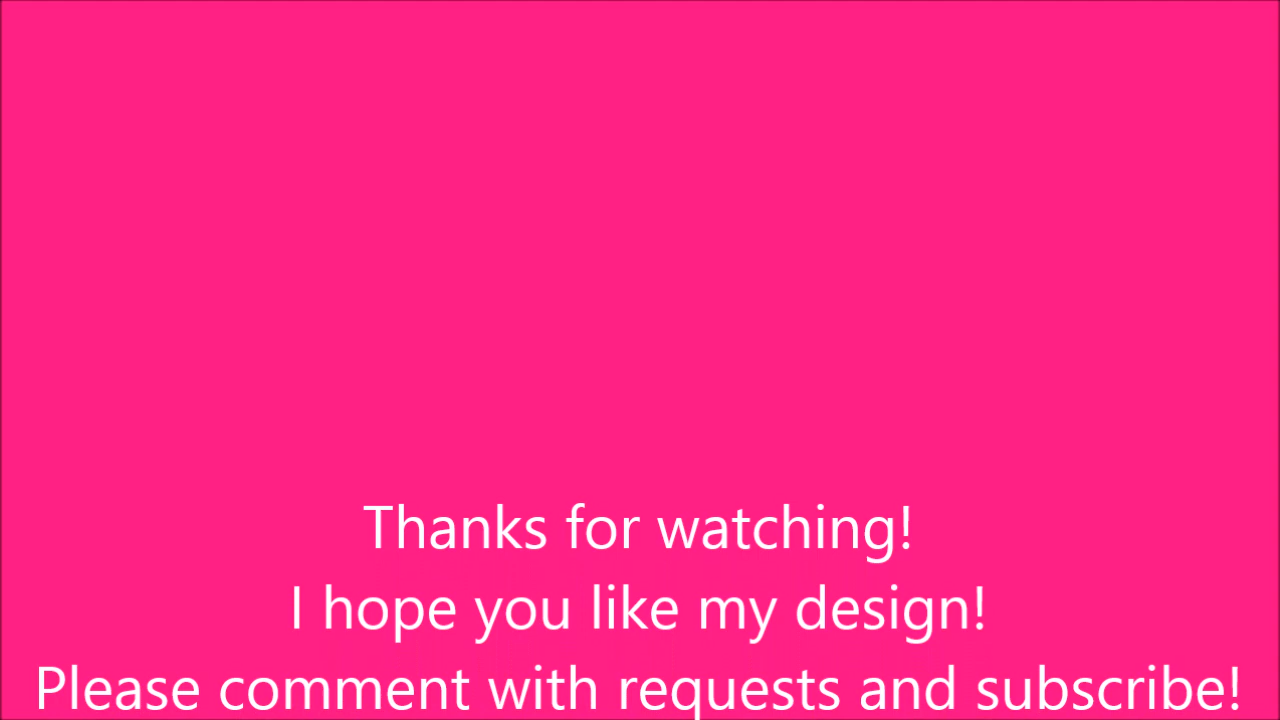 Thanks for watching!
I hope you like my design!
Please comment with requests and subscribe!